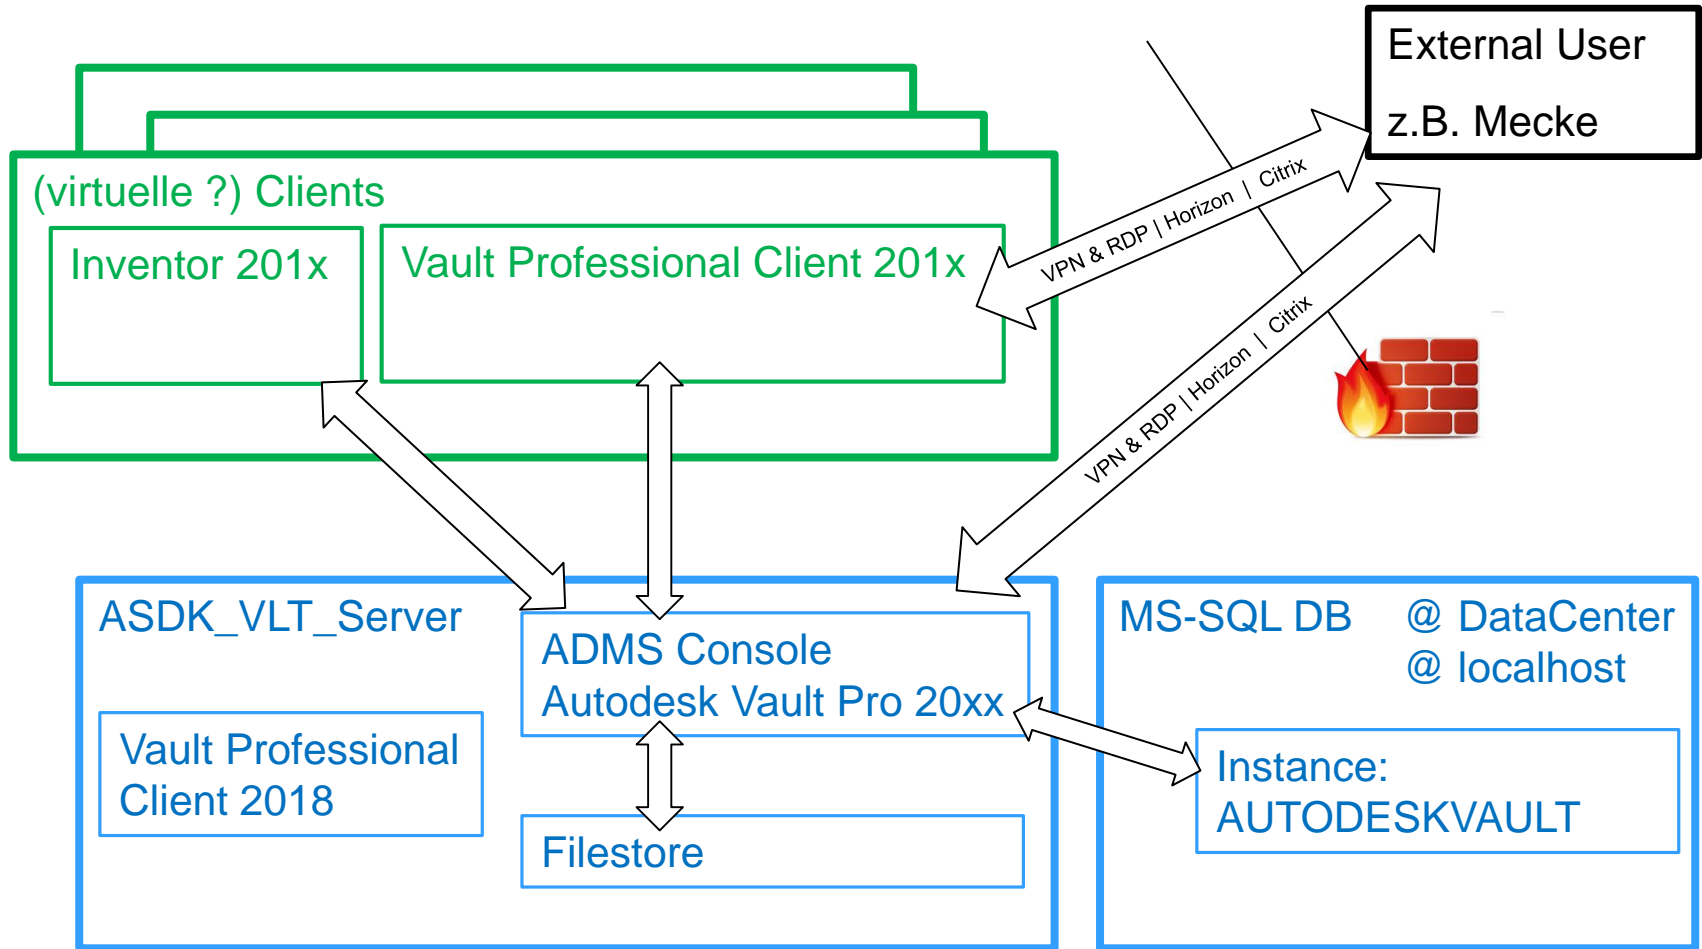 External User
z.B. Mecke
(virtuelle ?) Clients
Inventor 201x
Vault Professional Client 201x
VPN & RDP | Horizon | Citrix
VPN & RDP | Horizon | Citrix
ASDK_VLT_Server
ADMS Console
Autodesk Vault Pro 20xx
Vault Professional
Client 2018
Filestore
MS-SQL DB @ DataCenter
@ localhost
Instance:
AUTODESKVAULT